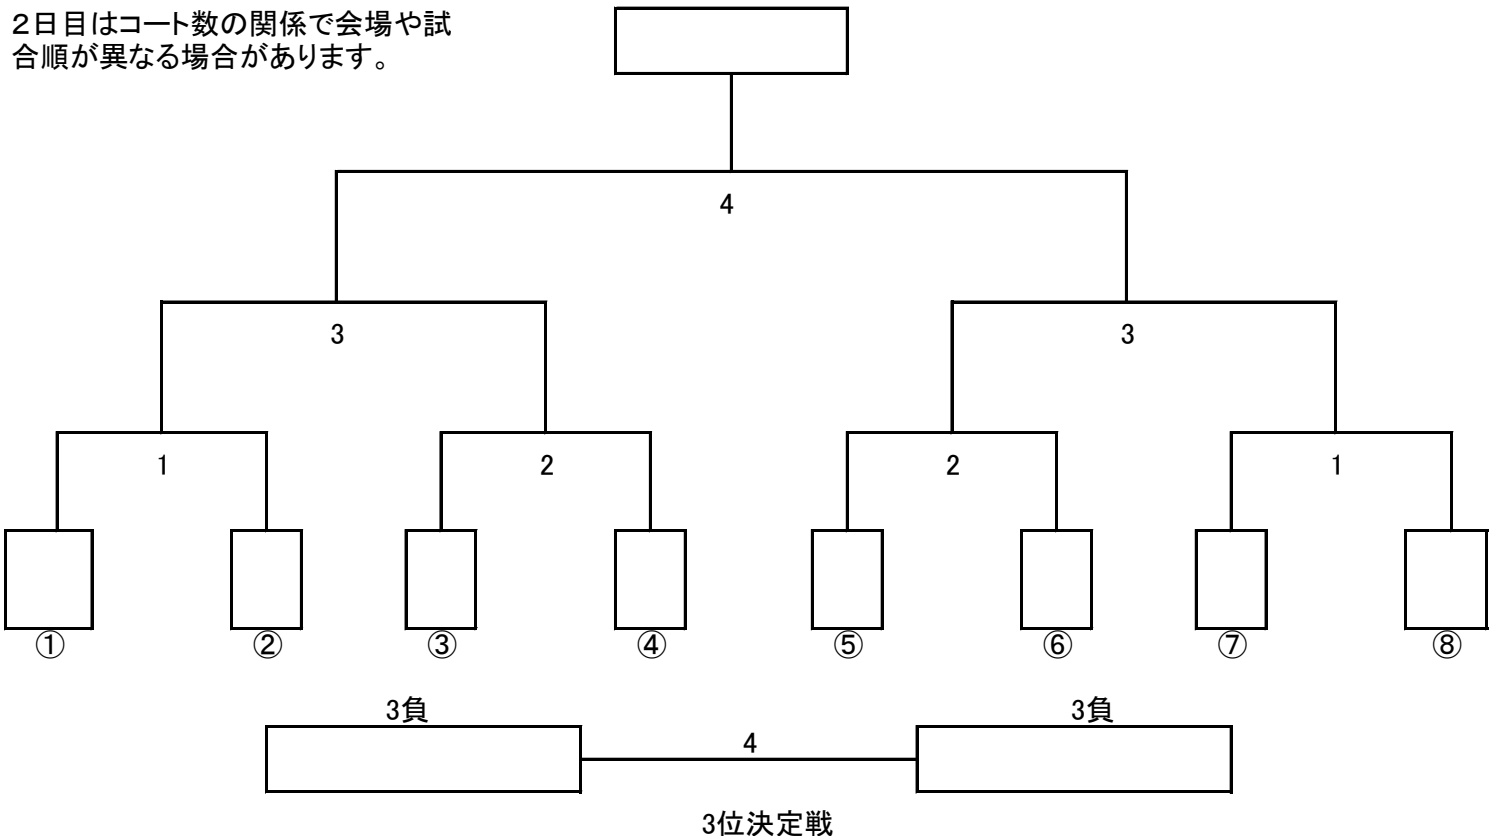 ２日目はコート数の関係で会場や試
合順が異なる場合があります。
4
3 3
1 2 2 1
① ② ③ ④ ⑤ ⑥ ⑦ ⑧
3負 3負
4
3位決定戦